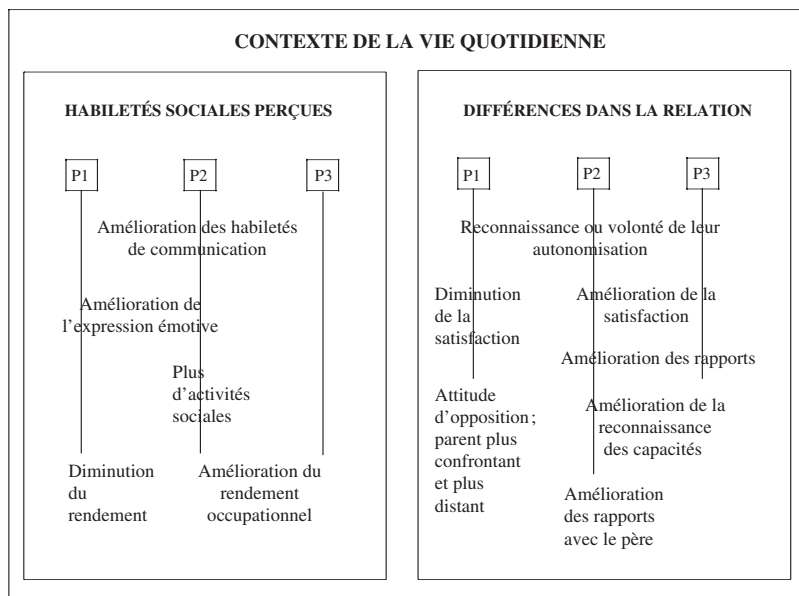 CONTEXTE DE LA VIE QUOTIDIENNE
HABILETÉS SOCIALES PERÇUES
P1
P2
P3
Amélioration des habiletés
de communication
Amélioration de
l'expression émotive
Plus
d'activités
sociales
Diminution
du
rendement
Amélioration du
rendement
occupationnel
DIFFÉRENCES DANS LA RELATION
P1
P2
P3
Reconnaissance ou volonté de leur
autonomisation
Diminution
de la
satisfaction
Amélioration de la
satisfaction
Amélioration des rapports
Attitude
d'opposition;
parent plus
confrontant
et plus
distant
Amélioration de la
reconnaissance
des capacités
Amélioration
des rapports
avec le père